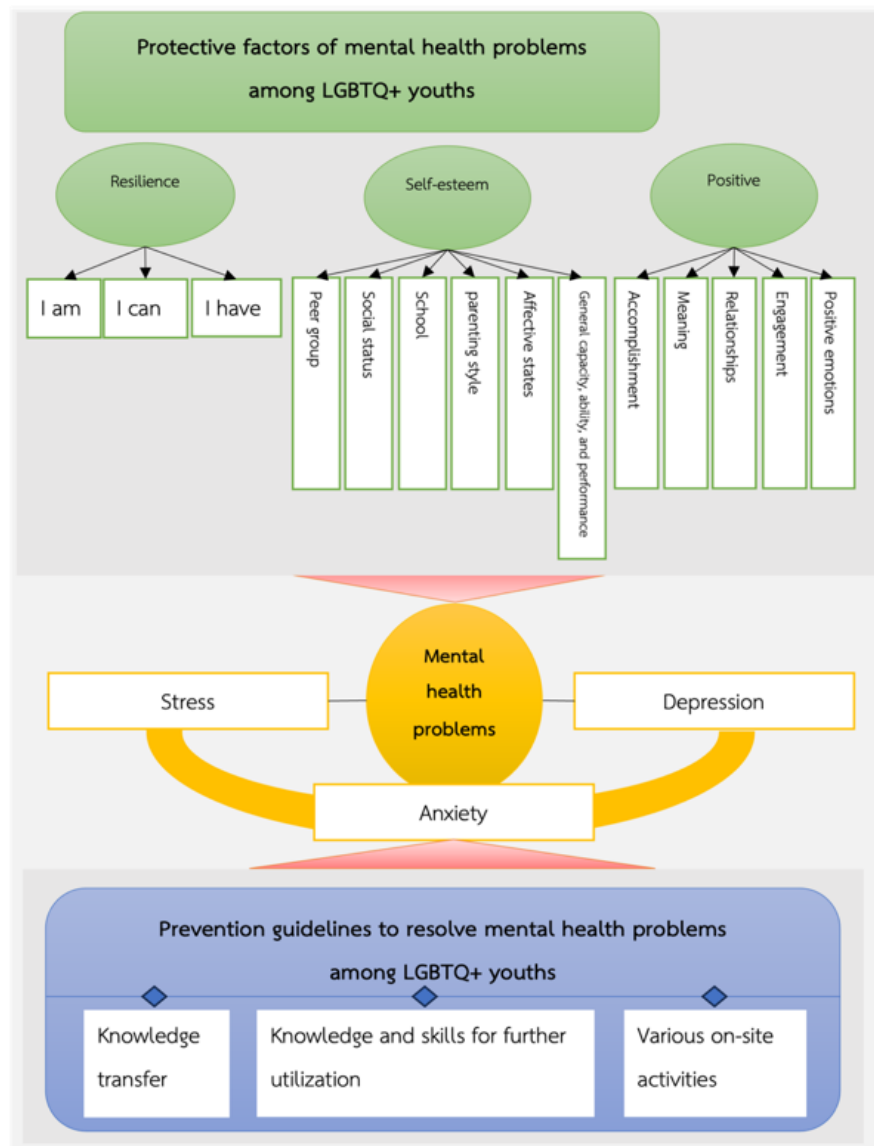 Protective factors of mental health problems
among LGBTQ+ youths
Resilience
Self-esteem
Positive
I am
I can
I have
Peer group
Social status
School
parenting style
Affective states
General capacity, ability, and performance
Accomplishment
Meaning
Relationships
Engagement
Positive emotions
Mental
health
problems
Stress
Depression
Anxiety
Prevention guidelines to resolve mental health problems
among LGBTQ+ youths
Knowledge
transfer
Knowledge and skills for further
utilization
Various on-site
activities